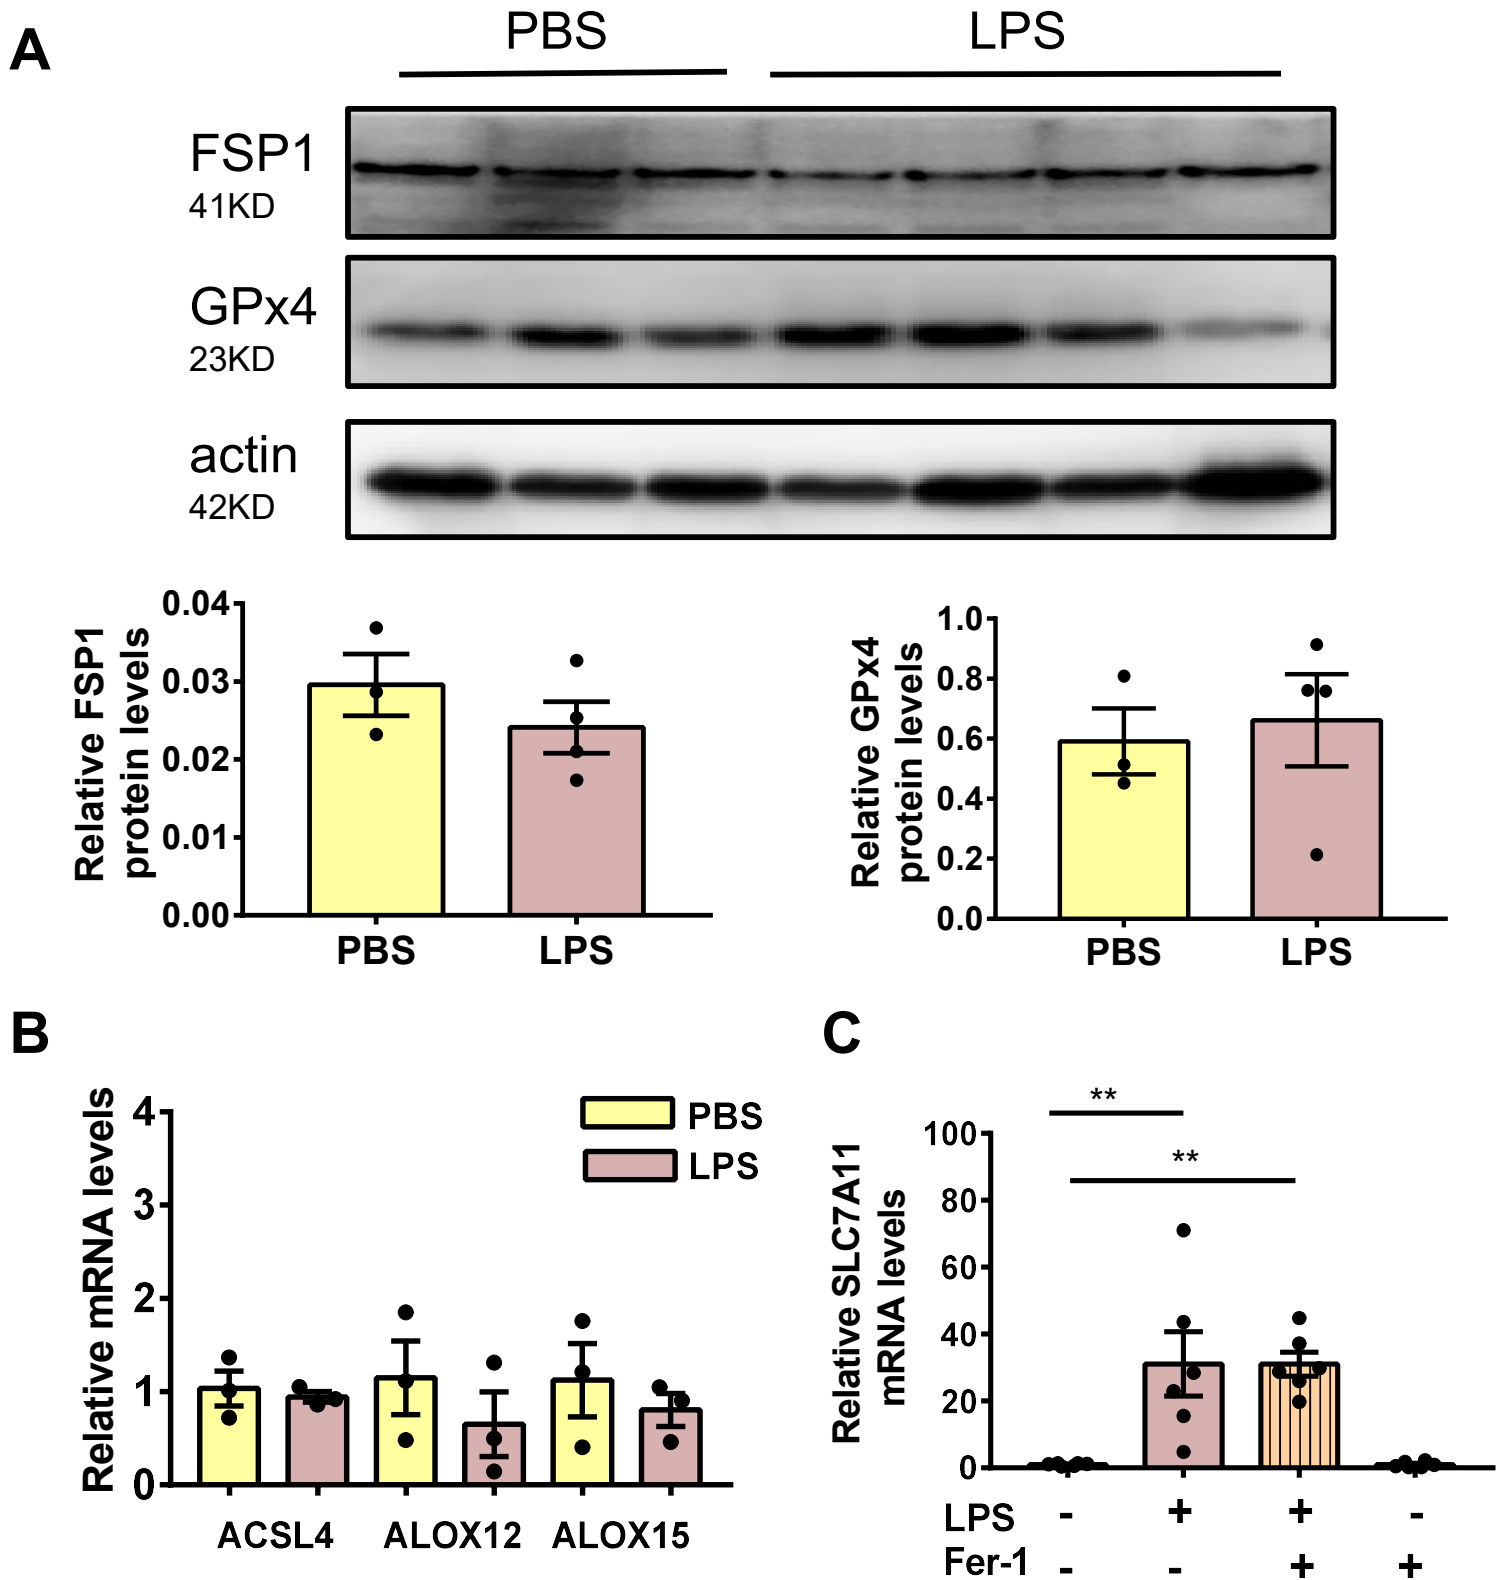 A
PBS LPS
FSP1
41KD
GPx4
23KD
actin
42KD
Relative FSP1
protein levels
0.04
0.03
0.02
0.01
0.00
PBS LPS
Relative GPx4
protein levels
1.0
0.8
0.6
0.4
0.2
0.0
PBS LPS
B
Relative mRNA levels
4
3
2
1
0
PBS
LPS
ACSL4 ALOX12 ALOX15
C
Relative SLC7A11
mRNA levels
**
**
100
80
60
40
20
0
LPS - + + -
Fer-1 - - + +